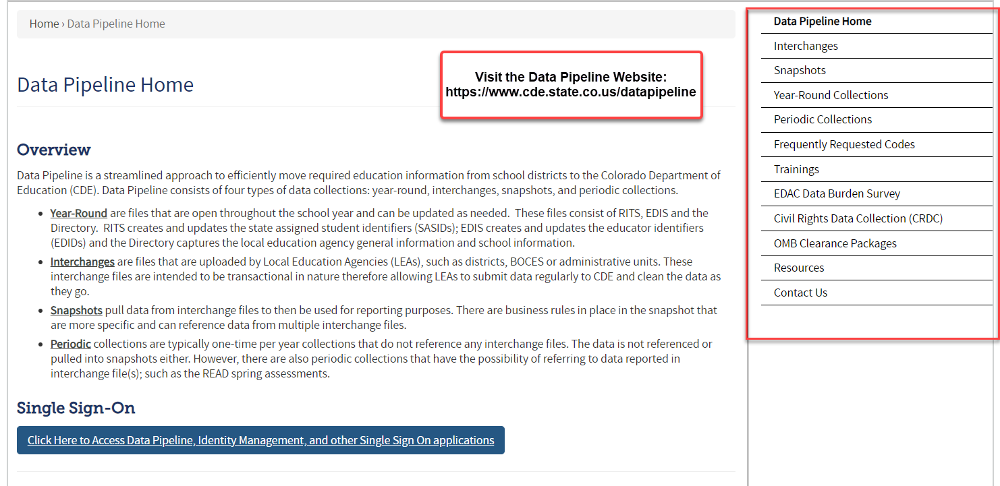 Home › Data Pipeline Home
Data Pipeline Home
Visit the Data Pipeline Website:
https://www.cde.state.co.us/datapipeline
Overview
Data Pipeline is a streamlined approach to efficiently move required education information from school districts to the Colorado Department of
Education (CDE). Data Pipeline consists of four types of data collections: year-round, interchanges, snapshots, and periodic collections.
• Year-Round are files that are open throughout the school year and can be updated as needed.  These files consist of RITS, EDIS and the
Directory.  RITS creates and updates the state assigned student identifiers (SASIDs); EDIS creates and updates the educator identifiers
(EDIDs) and the Directory captures the local education agency general information and school information.
• Interchanges are files that are uploaded by Local Education Agencies (LEAs), such as districts, BOCES or administrative units. These
interchange files are intended to be transactional in nature therefore allowing LEAs to submit data regularly to CDE and clean the data as
they go.
• Snapshots pull data from interchange files to then be used for reporting purposes. There are business rules in place in the snapshot that
are more specific and can reference data from multiple interchange files.
• Periodic collections are typically one-time per year collections that do not reference any interchange files. The data is not referenced or
pulled into snapshots either. However, there are also periodic collections that have the possibility of referring to data reported in
interchange file(s); such as the READ spring assessments.
Single Sign-On
Click Here to Access Data Pipeline, Identity Management, and other Single Sign On applications
Data Pipeline Home
Interchanges
Snapshots
Year-Round Collections
Periodic Collections
Frequently Requested Codes
Trainings
EDAC Data Burden Survey
Civil Rights Data Collection (CRDC)
OMB Clearance Packages
Resources
Contact Us